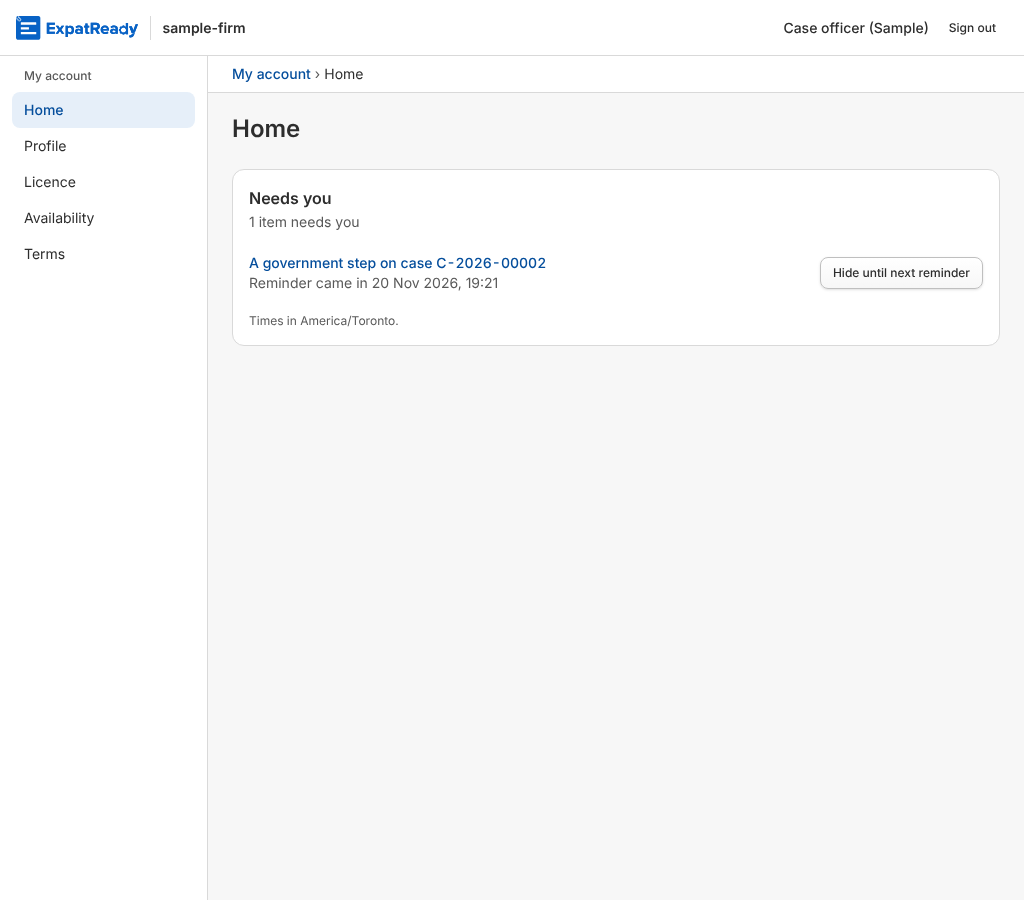 ExpatReady
sample-firm
Case officer (Sample)
Sign out
My account
Home
Profile
Licence
Availability
Terms
My account › Home
Home
Needs you
1 item needs you
A government step on case C-2026-00002
Reminder came in 20 Nov 2026, 19:21
Hide until next reminder
Times in America/Toronto.